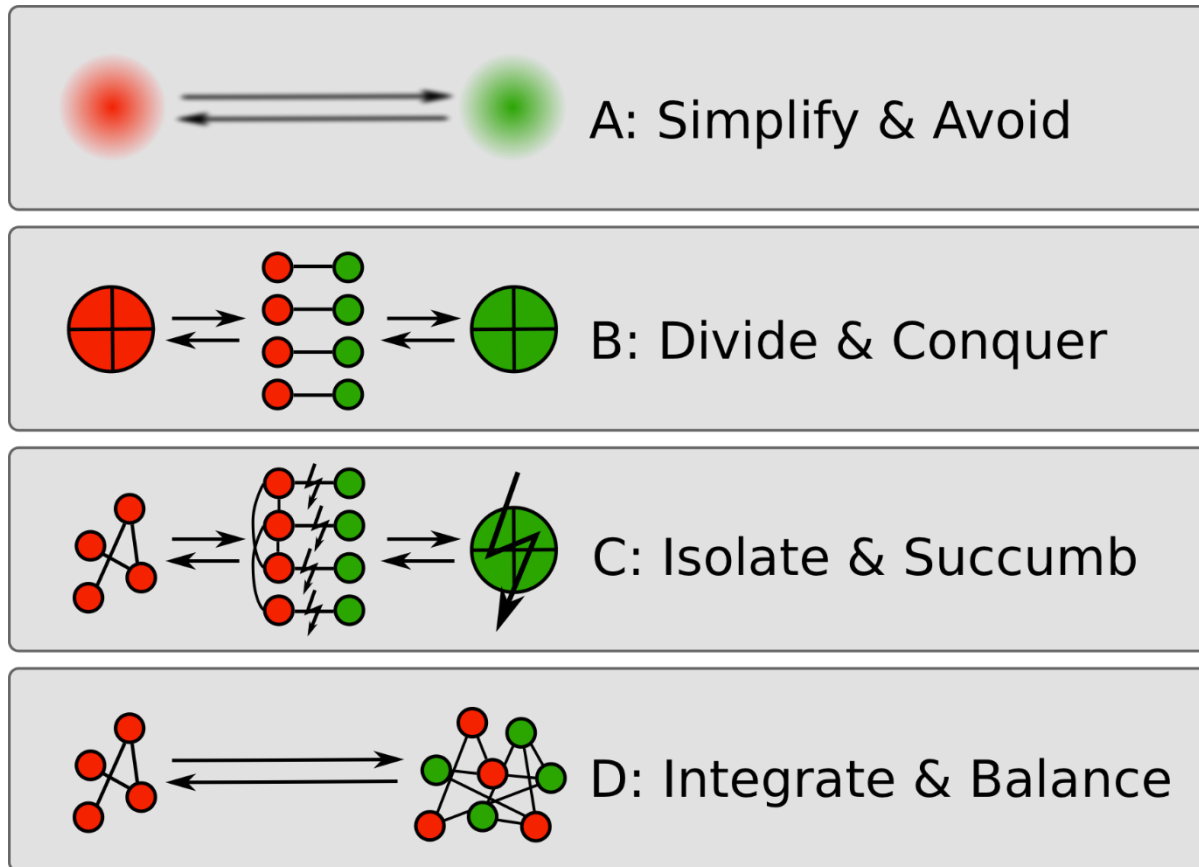 A: Simplify & Avoid
B: Divide & Conquer
C: Isolate & Succumb
D: Integrate & Balance